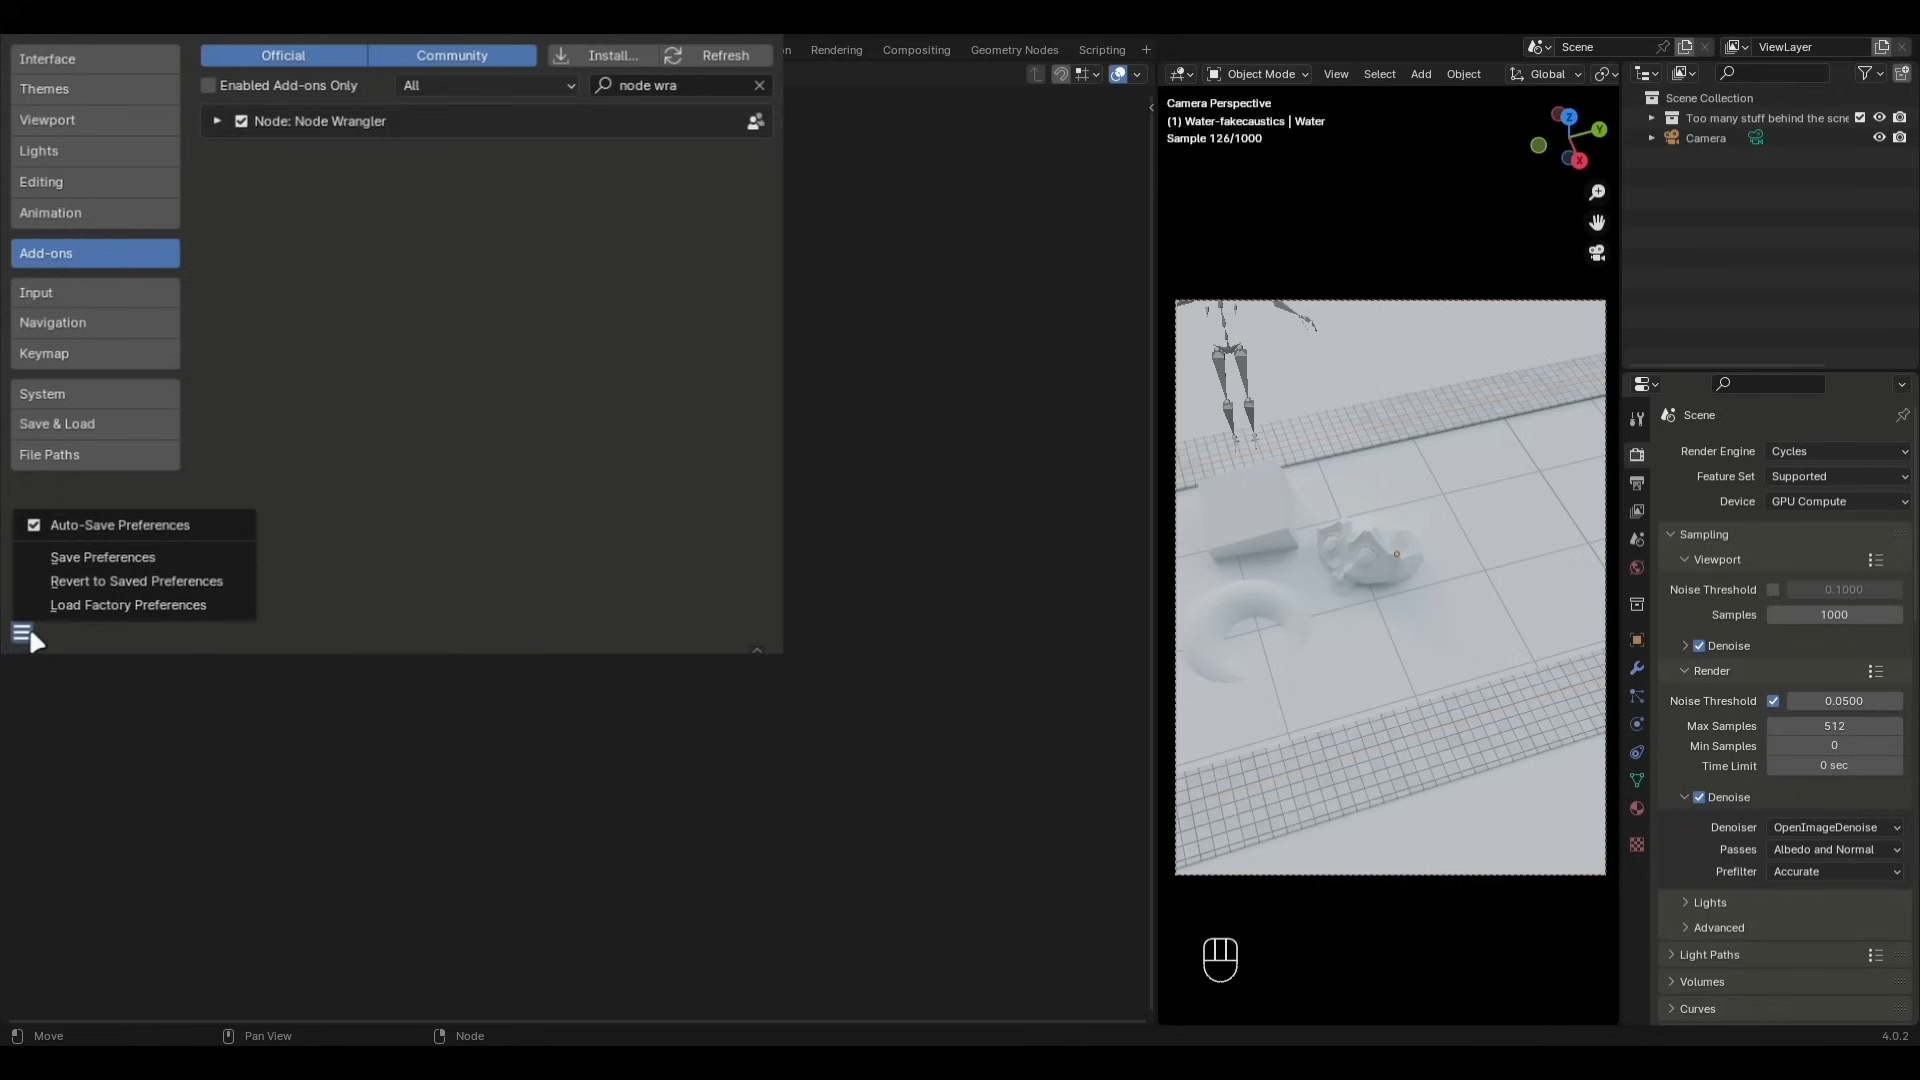 Interface
Themes
Viewport
Lights
Editing
Animation
Add-ons
Input
Navigation
Keymap
System
Save & Load
File Paths
Official
Community
Install...
Refresh
Enabled Add-ons Only
All
node wra
Node: Node Wrangler
Auto-Save Preferences
Save Preferences
Revert to Saved Preferences
Load Factory Preferences
Rendering
Compositing
Geometry Nodes
Scripting
+
Object Mode
View
Select
Add
Object
Global
Camera Perspective
(1) Water-fakecaustics | Water
Sample 126/1000
Z
Y
X
Scene
ViewLayer
Scene Collection
Too many stuff behind the scne
Camera
Scene
Render Engine
Cycles
Feature Set
Supported
Device
GPU Compute
Sampling
Viewport
Noise Threshold
0.1000
Samples
1000
Denoise
Render
Noise Threshold
0.0500
Max Samples
512
Min Samples
0
Time Limit
0 sec
Denoise
Denoiser
OpenImageDenoise
Passes
Albedo and Normal
Prefilter
Accurate
Lights
Advanced
Light Paths
Volumes
Curves
Move
Pan View
Node
4.0.2